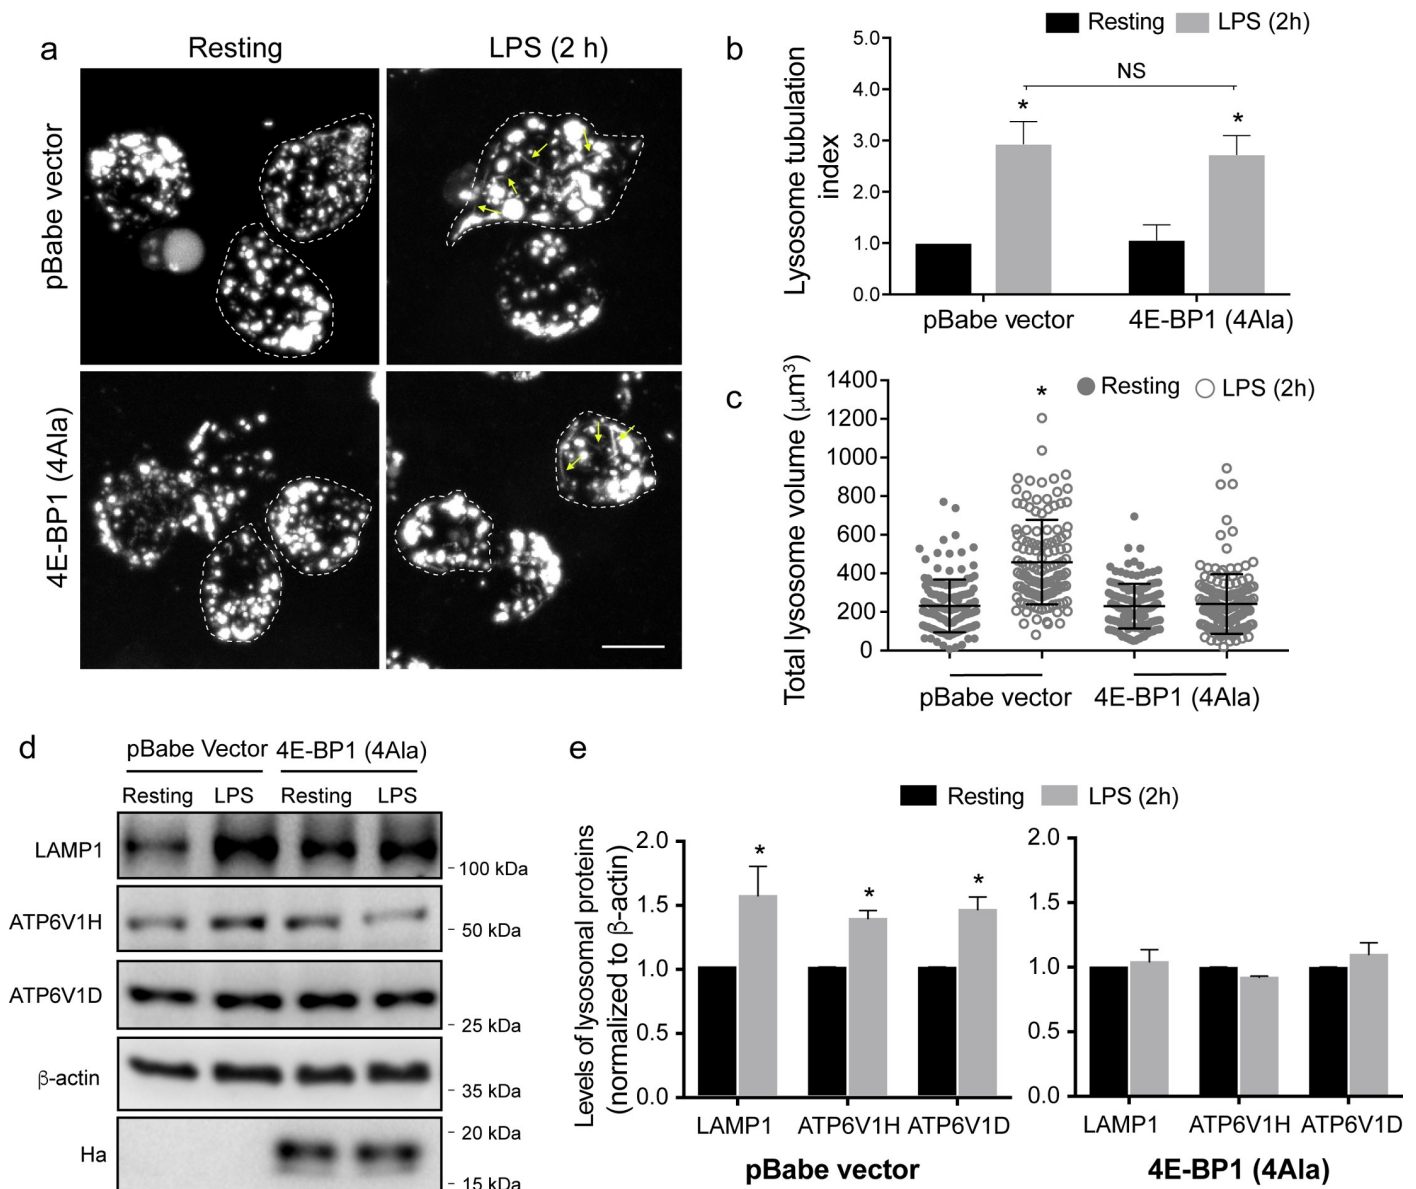 a
Resting
LPS (2 h)
pBabe vector
4E-BP1 (4Ala)
b
Resting
LPS (2h)
Lysosome tubulation
index
5.0
4.0
3.0
2.0
1.0
0.0
NS
*
*
pBabe vector
4E-BP1 (4Ala)
c
Resting
LPS (2h)
Total lysosome volume (μm³)
1400
1200
1000
800
600
400
200
0
*
pBabe vector
4E-BP1 (4Ala)
d
pBabe Vector
4E-BP1 (4Ala)
Resting
LPS
Resting
LPS
LAMP1
- 100 kDa
ATP6V1H
- 50 kDa
ATP6V1D
- 25 kDa
β-actin
- 35 kDa
Ha
- 20 kDa
- 15 kDa
e
Resting
LPS (2h)
Levels of lysosomal proteins
(normalized to β-actin)
2.0
1.5
1.0
0.5
0.0
*
*
*
LAMP1
ATP6V1H
ATP6V1D
pBabe vector
2.0
1.5
1.0
0.5
0.0
LAMP1
ATP6V1H
ATP6V1D
4E-BP1 (4Ala)